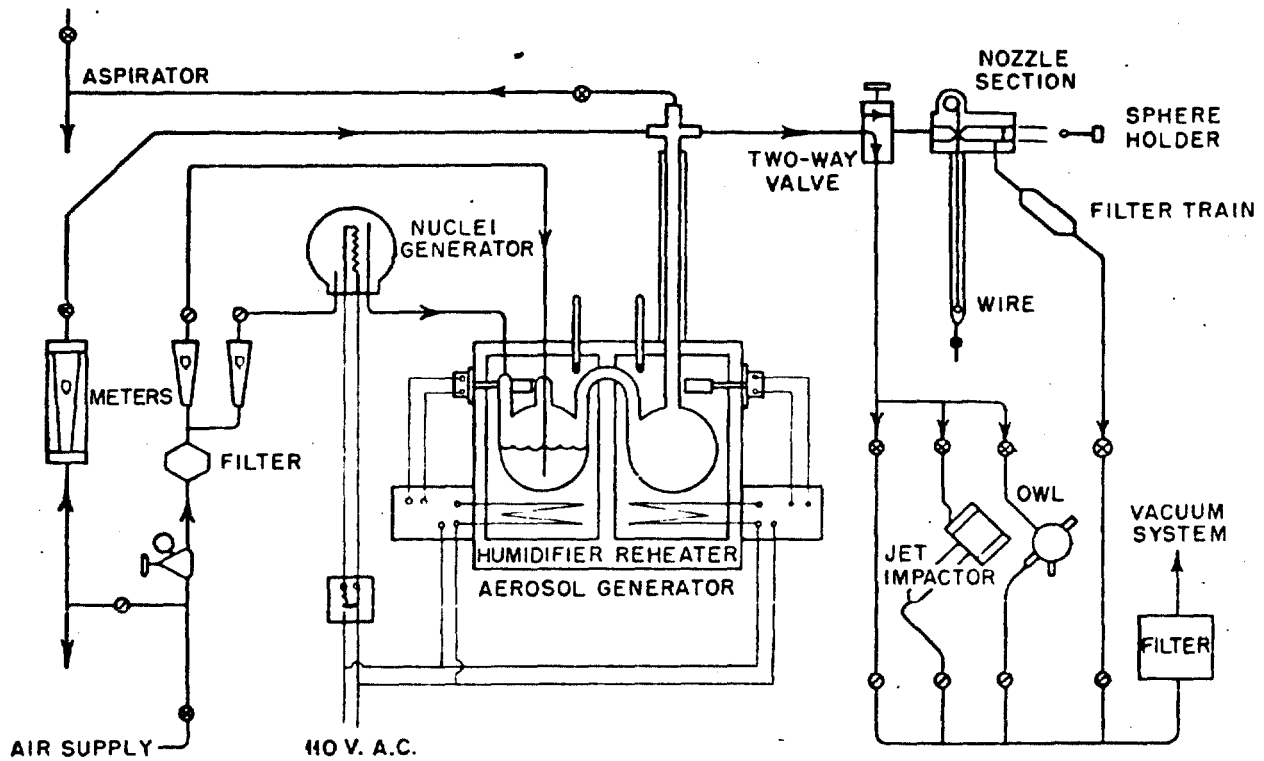 ASPIRATOR
NOZZLE
SECTION
SPHERE
HOLDER
TWO-WAY
VALVE
NUCLEI
GENERATOR
FILTER TRAIN
WIRE
METERS
FILTER
OWL
VACUUM
SYSTEM
JET
IMPACTOR
HUMIDIFIER REHEATER
AEROSOL GENERATOR
FILTER
AIR SUPPLY
110 V. A.C.